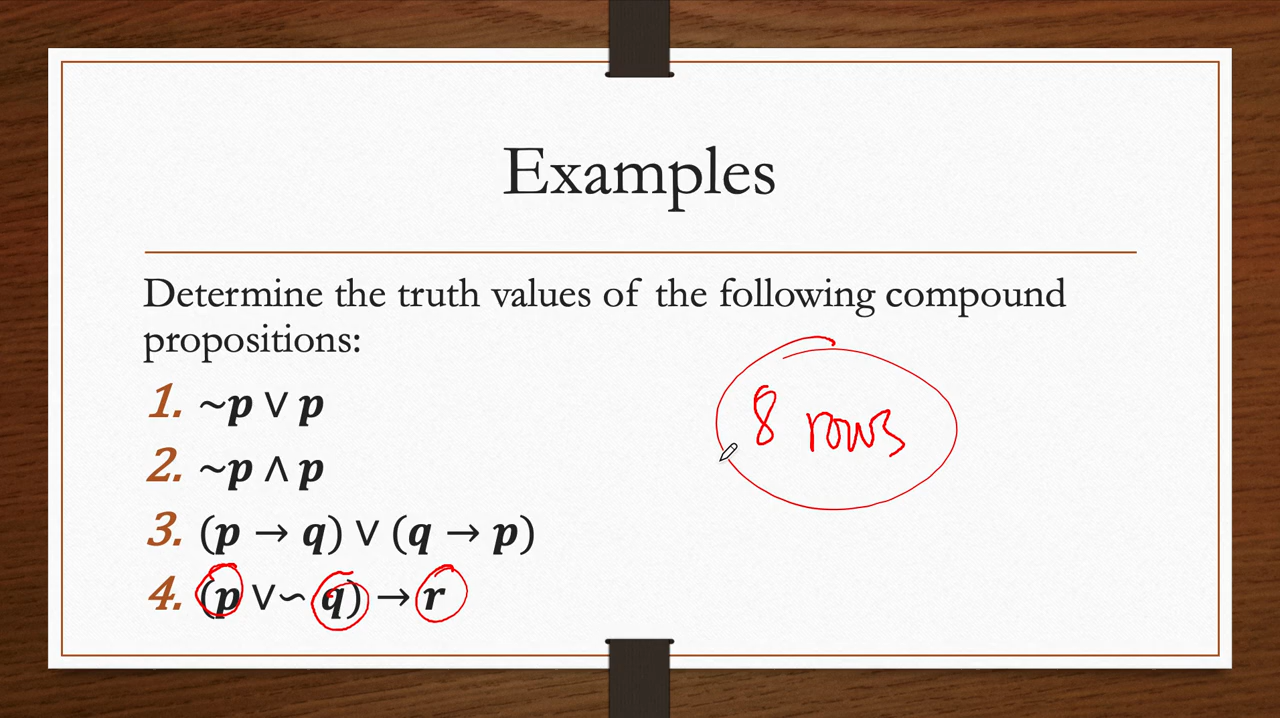 Examples
Determine the truth values of the following compound
propositions:
1. ~p ∨ p
2. ~p ∧ p
3. (p → q) ∨ (q → p)
4. (p ∨∽ q) → r
8 rows